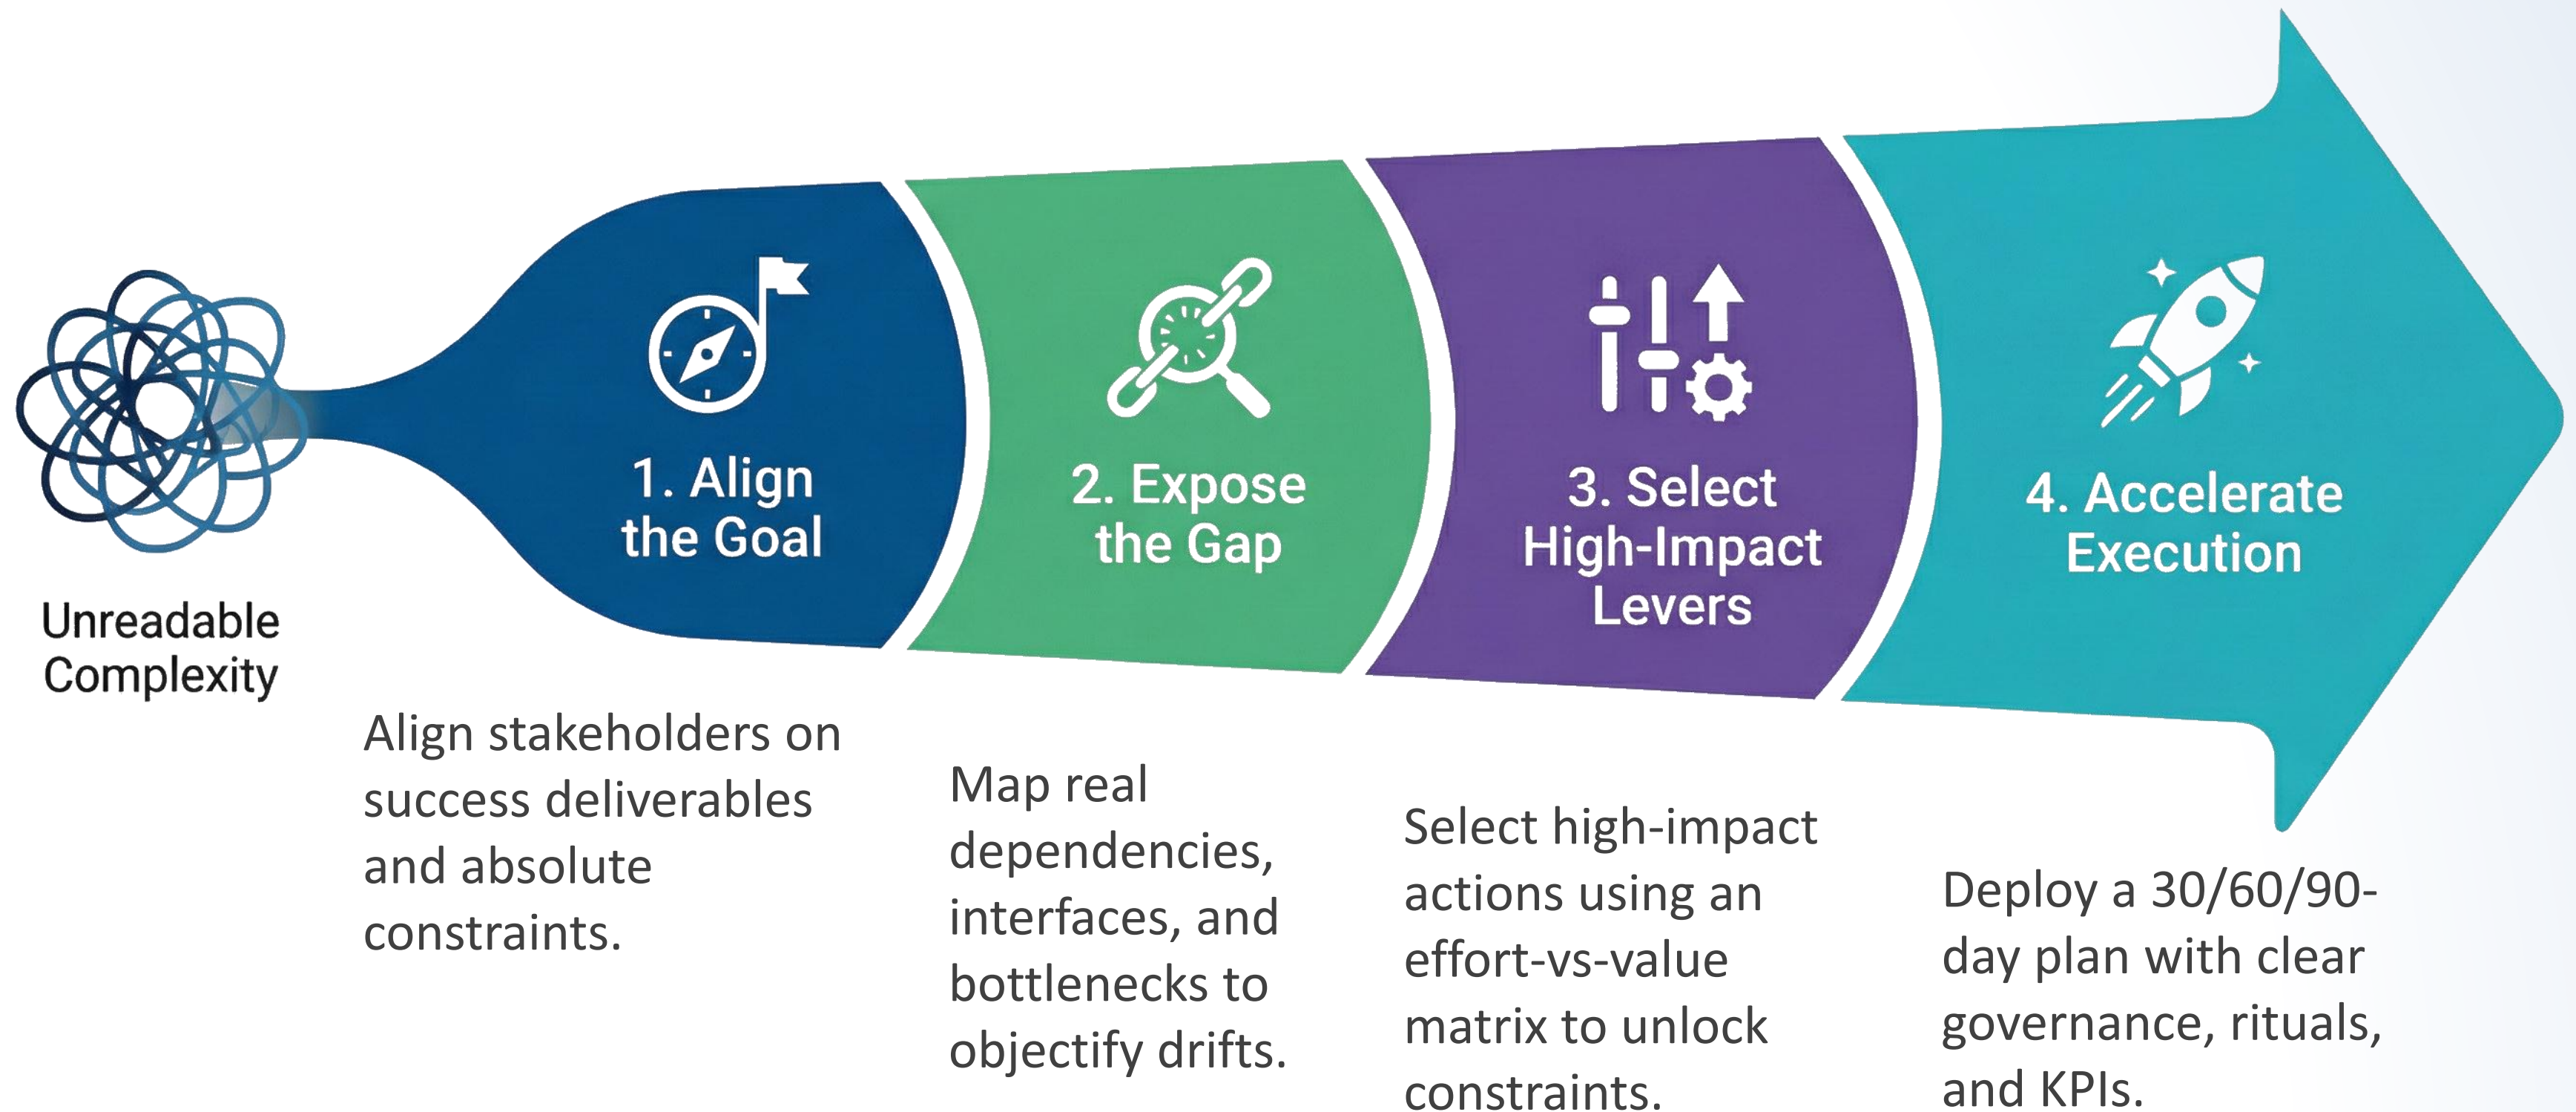 Unreadable
Complexity
1. Align
the Goal
2. Expose
the Gap
3. Select
High-Impact
Levers
4. Accelerate
Execution
Align stakeholders on
success deliverables
and absolute
constraints.
Map real
dependencies,
interfaces, and
bottlenecks to
objectify drifts.
Select high-impact
actions using an
effort-vs-value
matrix to unlock
constraints.
Deploy a 30/60/90-
day plan with clear
governance, rituals,
and KPIs.